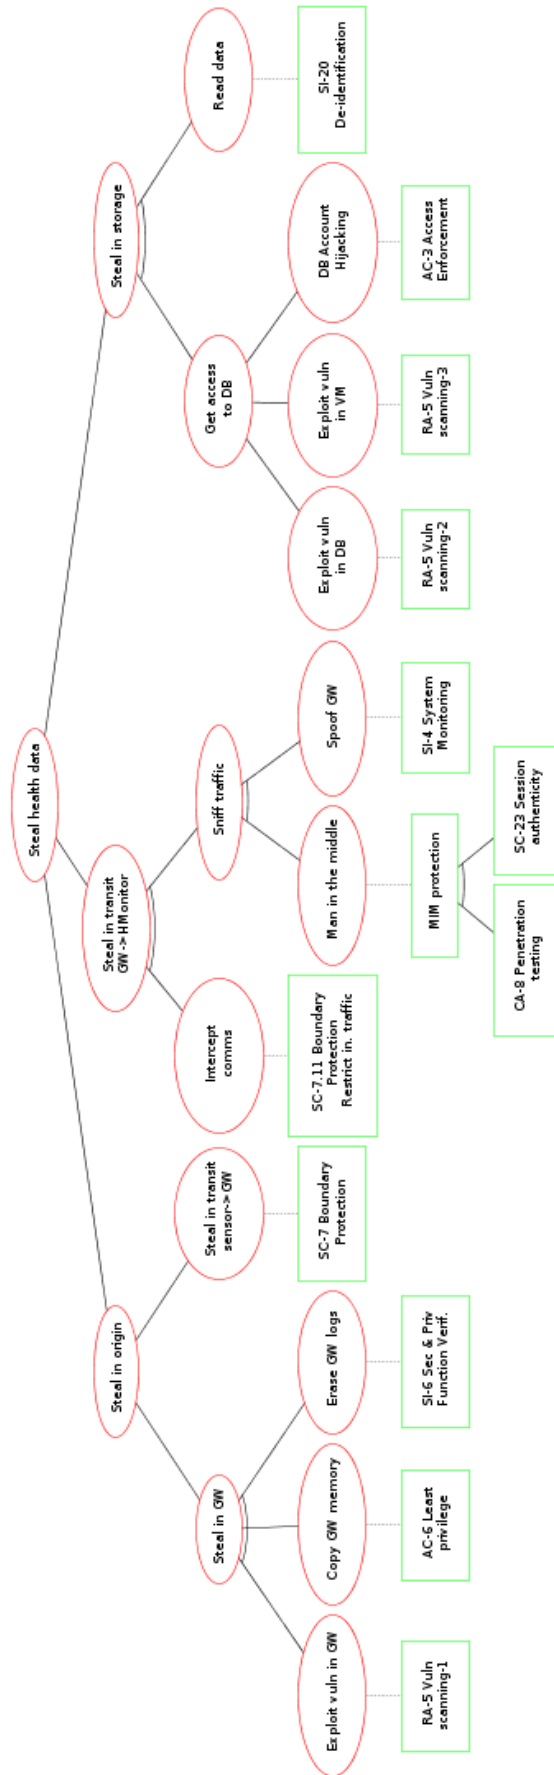 Steal health data
Steal in origin
Steal in transit
GW->HMonitor
Steal in storage
Steal in GW
Steal in transit
sensor->GW
Intercept
comms
Sniff traffic
Get access
to DB
Read data
Exploit vuln in GW
Copy GW memory
Erase GW logs
SC-7 Boundary
Protection
SC-7.11 Boundary
Protection
Restrict in. traffic
Man in the middle
Spoof GW
Exploit vuln
in DB
Exploit vuln
in VM
DB Account
Hijacking
SI-20
De-identification
RA-5 Vuln
scanning-1
AC-6 Least
privilege
SI-6 Sec & Priv
Function Verif.
MIM protection
SI-4 System
Monitoring
RA-5 Vuln
scanning-2
RA-5 Vuln
scanning-3
AC-3 Access
Enforcement
CA-8 Penetration
testing
SC-23 Session
authenticity